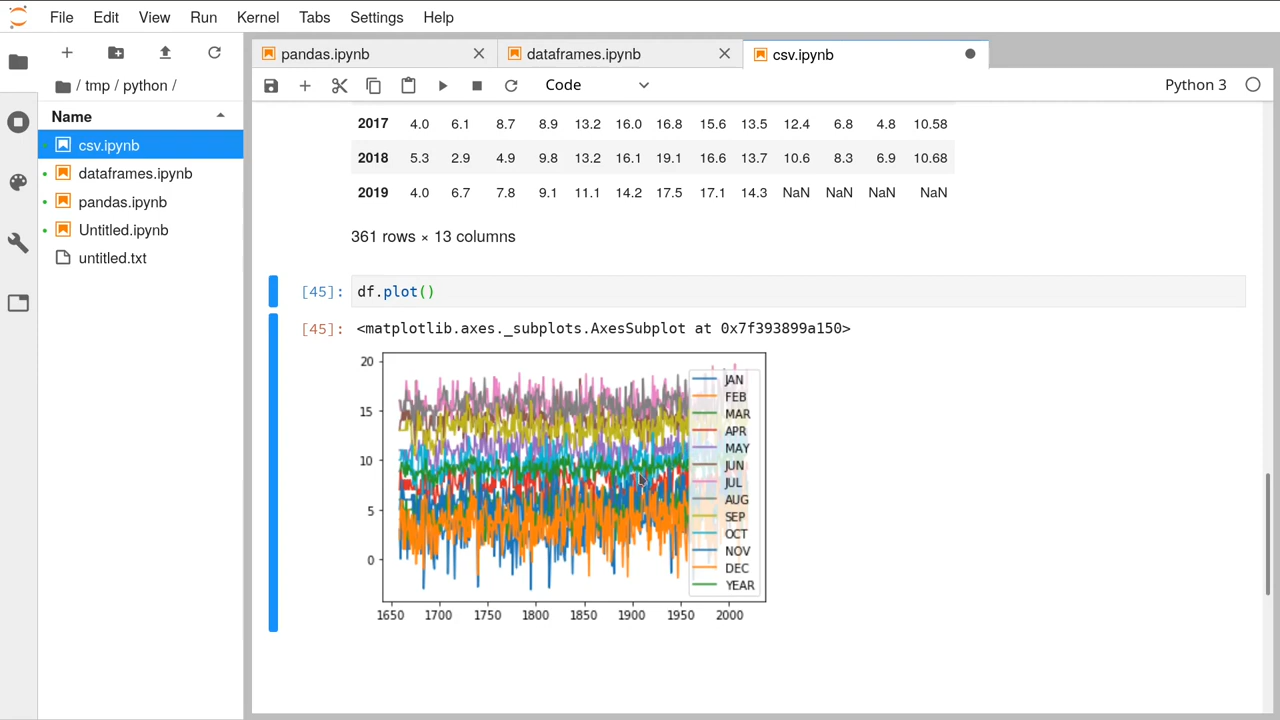 File Edit View Run Kernel Tabs Settings Help
pandas.ipynb dataframes.ipynb csv.ipynb
/ tmp / python /
Code Python 3
Name
csv.ipynb
dataframes.ipynb
pandas.ipynb
Untitled.ipynb
untitled.txt
2017 4.0 6.1 8.7 8.9 13.2 16.0 16.8 15.6 13.5 12.4 6.8 4.8 10.58
2018 5.3 2.9 4.9 9.8 13.2 16.1 19.1 16.6 13.7 10.6 8.3 6.9 10.68
2019 4.0 6.7 7.8 9.1 11.1 14.2 17.5 17.1 14.3 NaN NaN NaN NaN
361 rows × 13 columns
[45]: df.plot()
[45]: <matplotlib.axes._subplots.AxesSubplot at 0x7f393899a150>
20
15
10
5
0
1650 1700 1750 1800 1850 1900 1950 2000
JAN
FEB
MAR
APR
MAY
JUN
JUL
AUG
SEP
OCT
NOV
DEC
YEAR